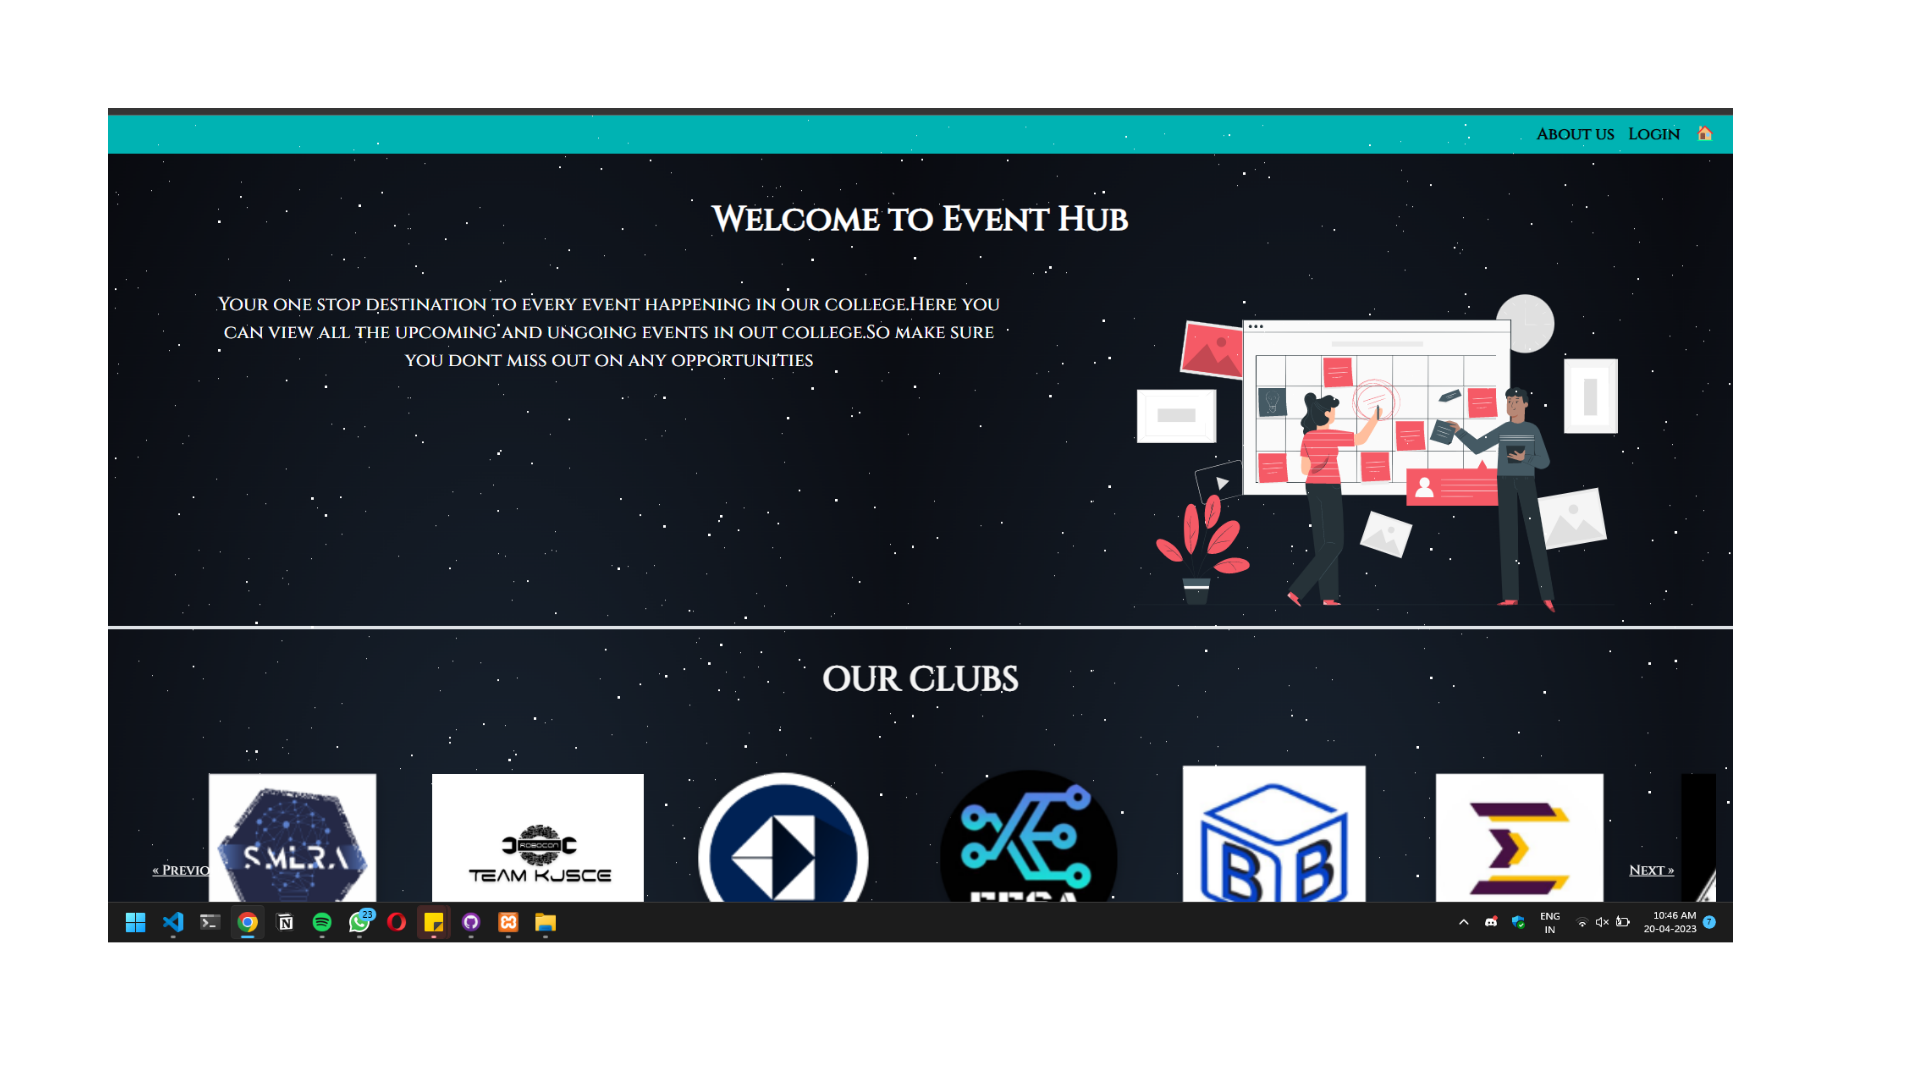 About us Login
Welcome to Event Hub
Your one stop destination to every event happening in our college.Here you
can view all the upcoming and ungoing events in out college.So make sure
you dont miss out on any opportunities
OUR CLUBS
SMLRA
ROBOCON
TEAM KJSCE
BB
« Previo
Next »
23
ENG
IN
10:46 AM
20-04-2023
7